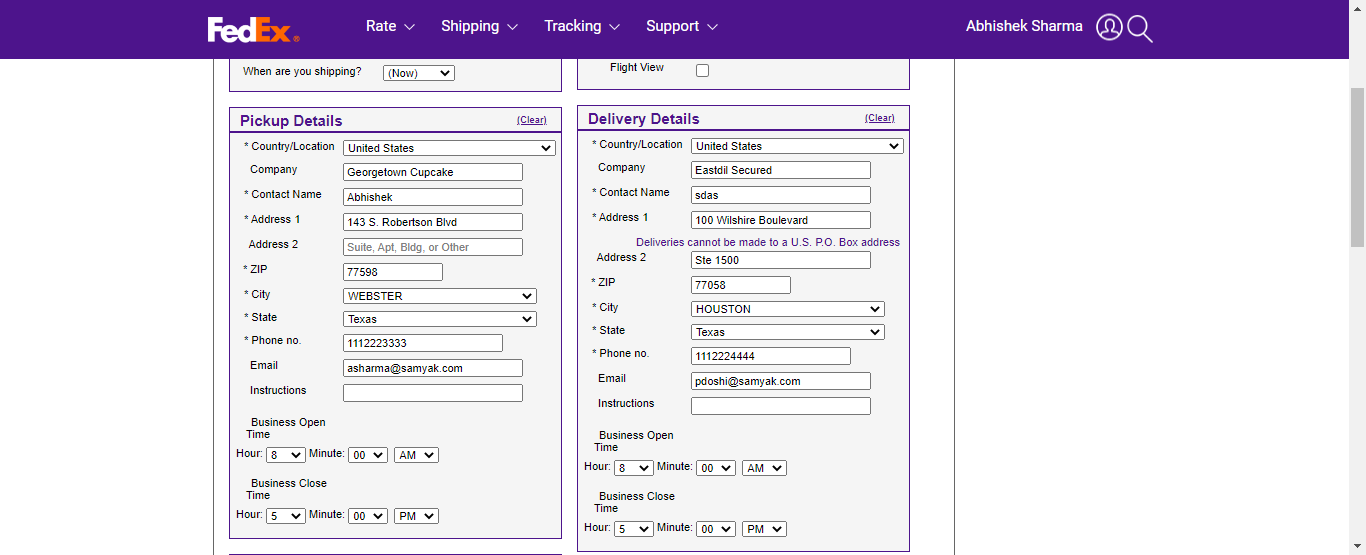 FedEx® Rate Shipping Tracking Support Abhishek Sharma
When are you shipping? (Now)
Flight View
Pickup Details (Clear)
* Country/Location United States
Company Georgetown Cupcake
* Contact Name Abhishek
* Address 1 143 S. Robertson Blvd
Address 2 Suite, Apt, Bldg, or Other
* ZIP 77598
* City WEBSTER
* State Texas
* Phone no. 1112223333
Email asharma@samyak.com
Instructions
Business Open
Time
Hour: 8 Minute: 00 AM
Business Close
Time
Hour: 5 Minute: 00 PM
Delivery Details (Clear)
* Country/Location United States
Company Eastdil Secured
* Contact Name sdas
* Address 1 100 Wilshire Boulevard
Deliveries cannot be made to a U.S. P.O. Box address
Address 2 Ste 1500
* ZIP 77058
* City HOUSTON
* State Texas
* Phone no. 1112224444
Email pdoshi@samyak.com
Instructions
Business Open
Time
Hour: 8 Minute: 00 AM
Business Close
Time
Hour: 5 Minute: 00 PM